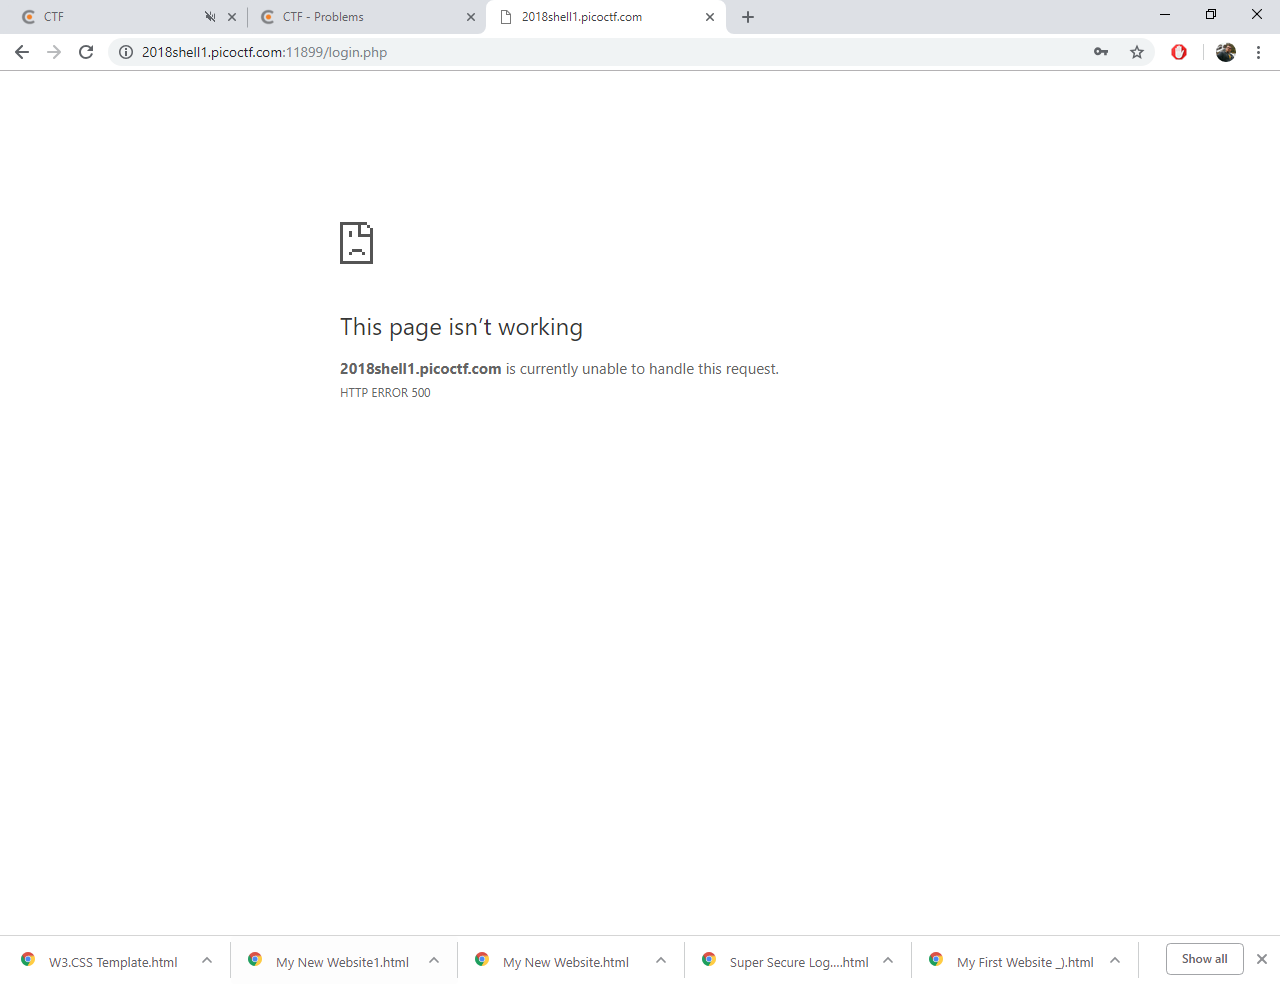 CTF
CTF - Problems
2018shell1.picoctf.com
2018shell1.picoctf.com:11899/login.php
This page isn’t working
2018shell1.picoctf.com is currently unable to handle this request.
HTTP ERROR 500
W3.CSS Template.html
My New Website1.html
My New Website.html
Super Secure Log....html
My First Website _).html
Show all